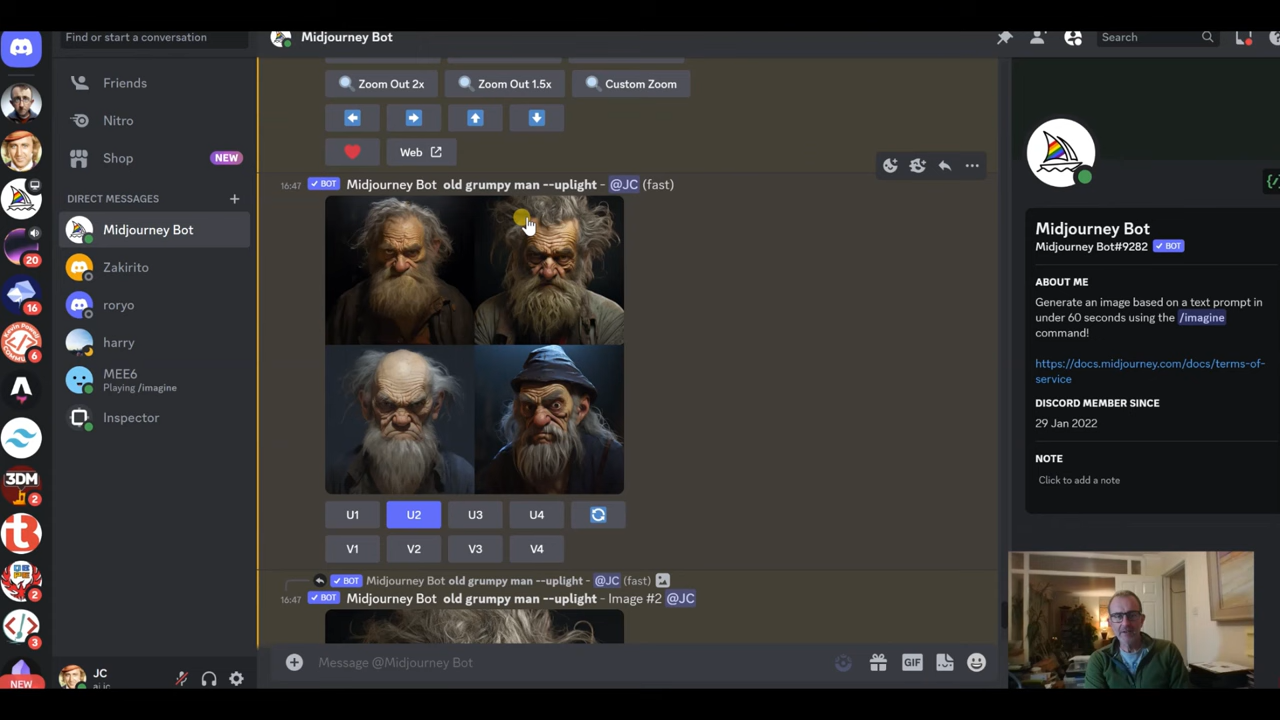 Find or start a conversation
Friends
Nitro
Shop
NEW
DIRECT MESSAGES
Midjourney Bot
Zakirito
roryo
harry
MEE6
Playing /imagine
Inspector
20
16
6
3DM
2
2
3
NEW
JC
ai.jc
Midjourney Bot
Search
Zoom Out 2x
Zoom Out 1.5x
Custom Zoom
Web
16:47 BOT Midjourney Bot old grumpy man --uplight - @JC (fast)
U1
U2
U3
U4
V1
V2
V3
V4
BOT Midjourney Bot old grumpy man --uplight - @JC (fast)
16:47 BOT Midjourney Bot old grumpy man --uplight - Image #2 @JC
Message @Midjourney Bot
GIF
Midjourney Bot
Midjourney Bot#9282 BOT
ABOUT ME
Generate an image based on a text prompt in
under 60 seconds using the /imagine
command!
https://docs.midjourney.com/docs/terms-of-
service
DISCORD MEMBER SINCE
29 Jan 2022
NOTE
Click to add a note